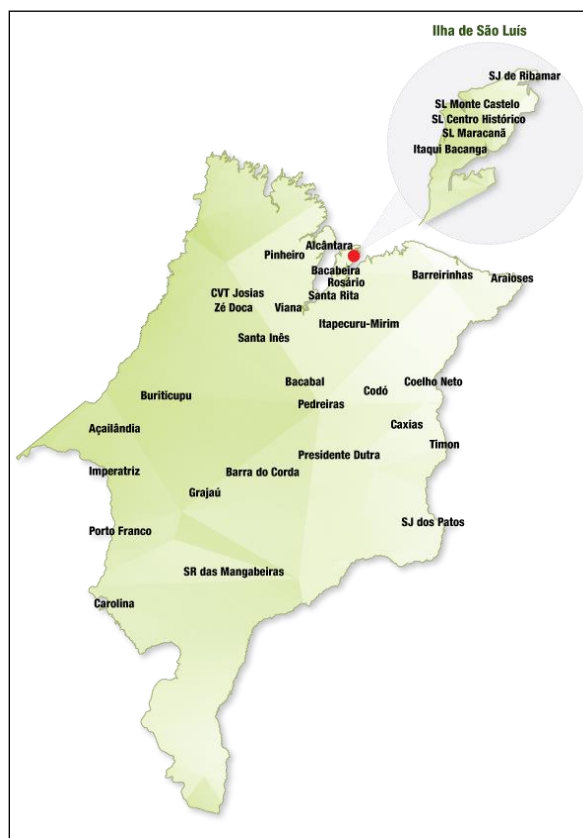 Ilha de São Luís
SJ de Ribamar
SL Monte Castelo
SL Centro Histórico
SL Maracanã
Itaqui Bacanga
Alcântara
Pinheiro
Bacabeira
Rosário
Barreirinhas
Araioses
CVT Josias
Santa Rita
Zé Doca
Viana
Itapecuru-Mirim
Santa Inês
Bacabal
Coelho Neto
Buriticupu
Codó
Pedreiras
Açailândia
Caxias
Timon
Presidente Dutra
Imperatriz
Barra do Corda
Grajaú
SJ dos Patos
Porto Franco
SR das Mangabeiras
Carolina